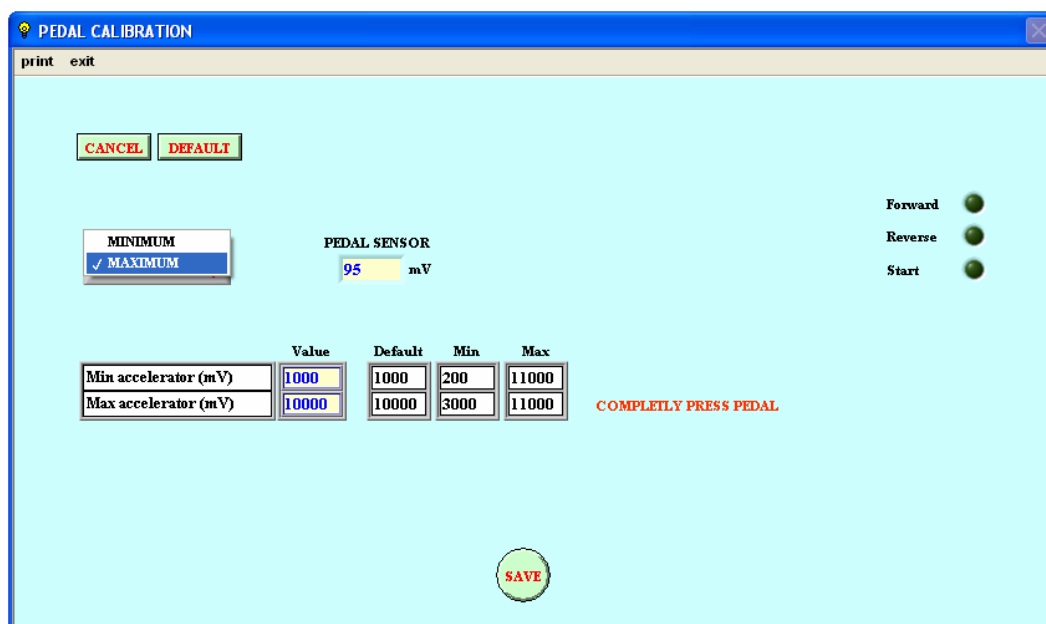 PEDAL CALIBRATION
print exit
CANCEL DEFAULT
Forward
Reverse
Start
MINIMUM
✓ MAXIMUM
PEDAL SENSOR
95 mV
Value Default Min Max
Min accelerator (mV) 1000 1000 200 11000
Max accelerator (mV) 10000 10000 3000 11000
COMPLETLY PRESS PEDAL
SAVE